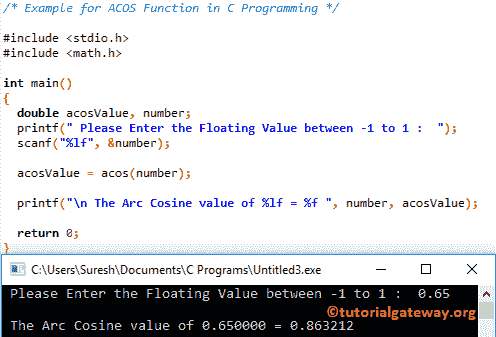 /* Example for ACOS Function in C Programming */
#include <stdio.h>
#include <math.h>
int main()
{
double acosValue, number;
printf(" Please Enter the Floating Value between -1 to 1 :  ");
scanf("%lf", &number);
acosValue = acos(number);
printf("\n The Arc Cosine value of %lf = %f ", number, acosValue);
return 0;
}
C:\Users\Suresh\Documents\C Programs\Untitled3.exe
Please Enter the Floating Value between -1 to 1 :  0.65
©tutorialgateway.org
The Arc Cosine value of 0.650000 = 0.863212